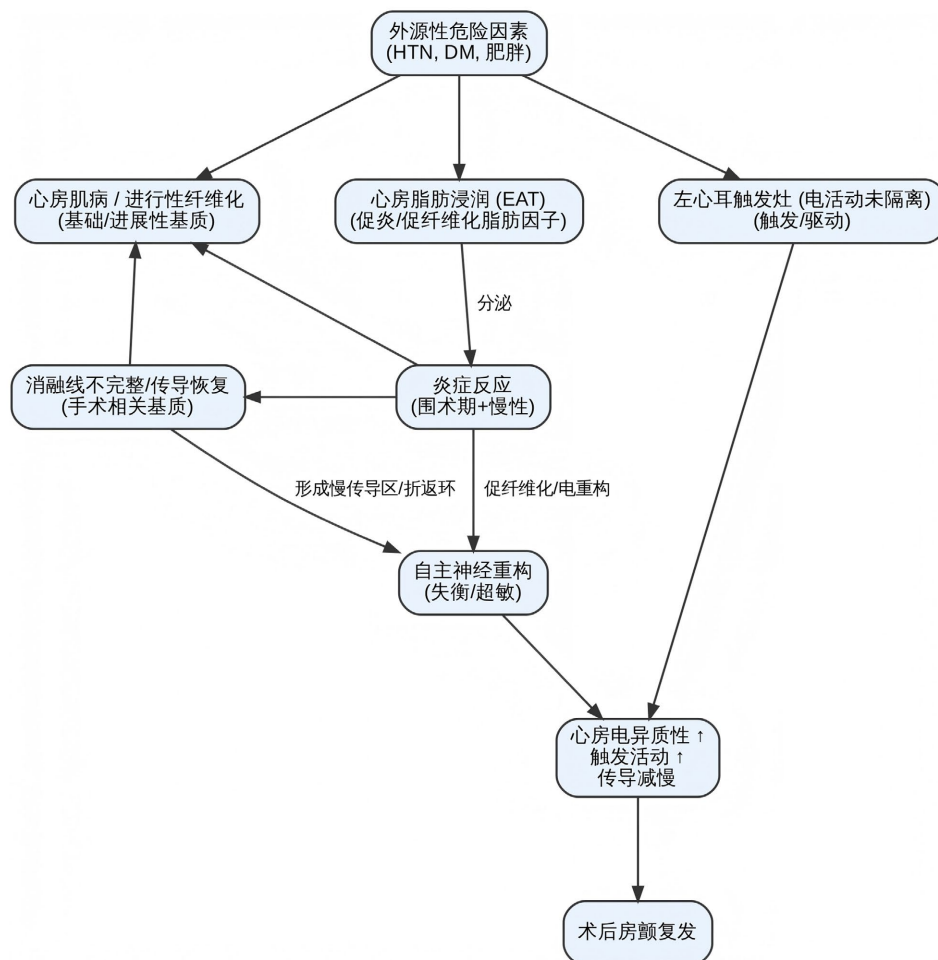 外源性危险因素
(HTN, DM, 肥胖)
心房肌病 / 进行性纤维化
(基础/进展性基质)
心房脂肪浸润 (EAT)
(促炎/促纤维化脂肪因子)
左心耳触发灶 (电活动未隔离)
(触发/驱动)
分泌
消融线不完整/传导恢复
(手术相关基质)
炎症反应
(围术期+慢性)
形成慢传导区/折返环
促纤维化/电重构
自主神经重构
(失衡/超敏)
心房电异质性 ↑
触发活动 ↑
传导减慢
术后房颤复发